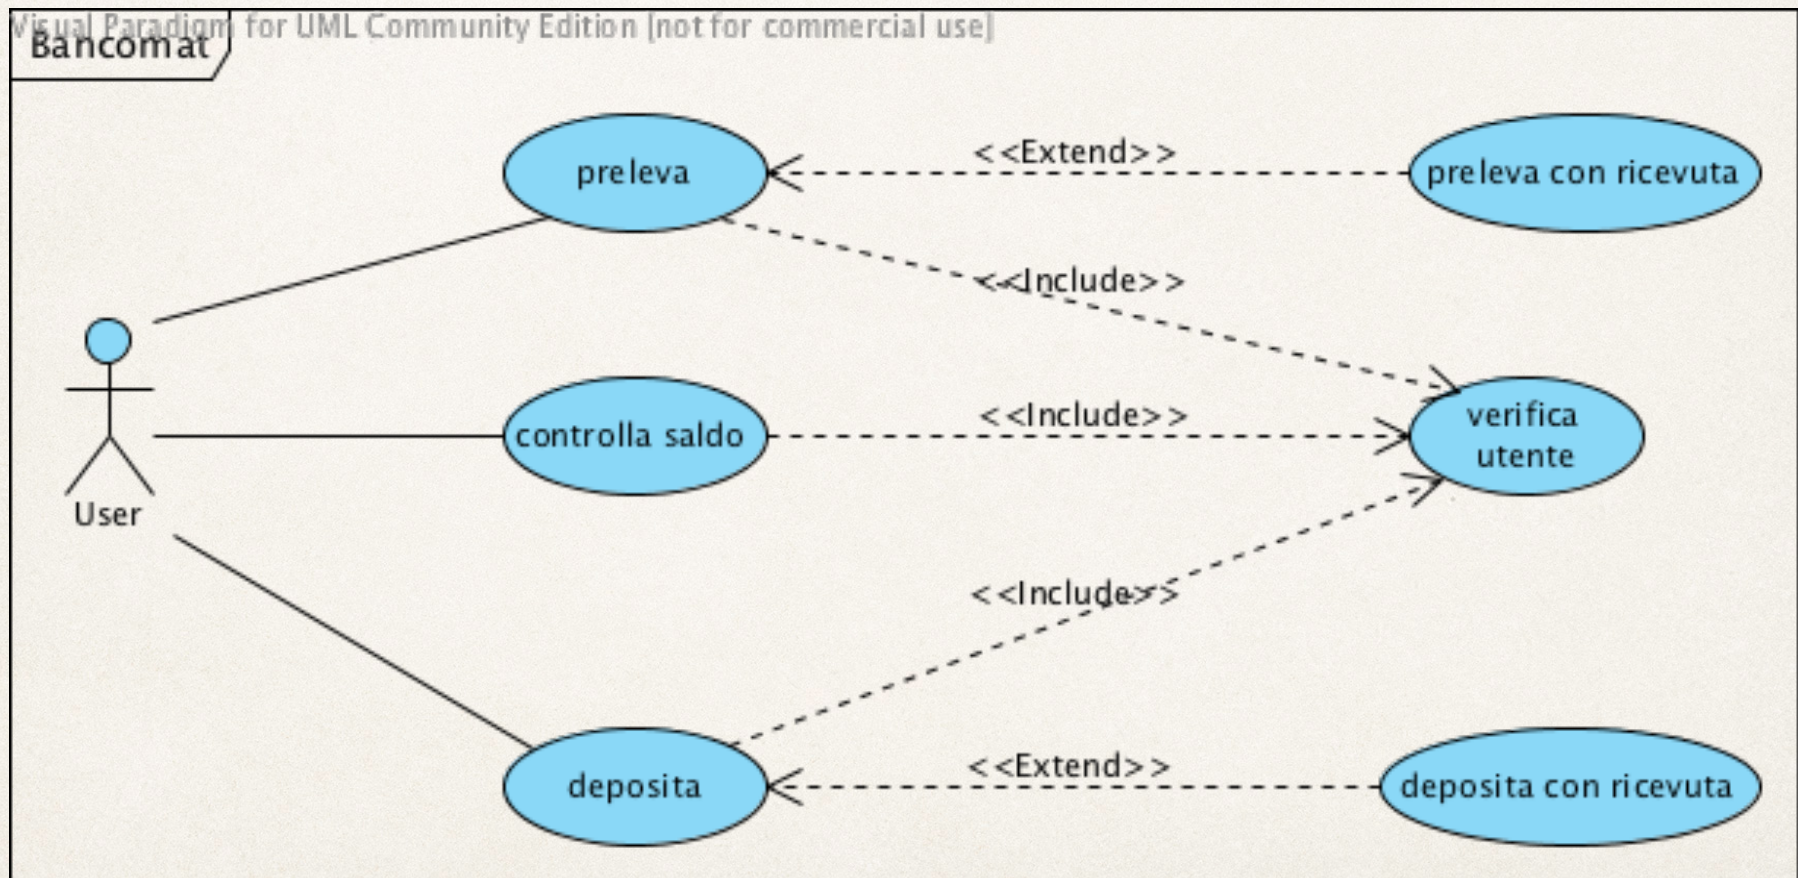 Visual Paradigm for UML Community Edition [not for commercial use]
Bancomat
preleva
<<Extend>>
preleva con ricevuta
<<Include>>
User
controlla saldo
<<Include>>
verifica
utente
<<Include>>
deposita
<<Extend>>
deposita con ricevuta